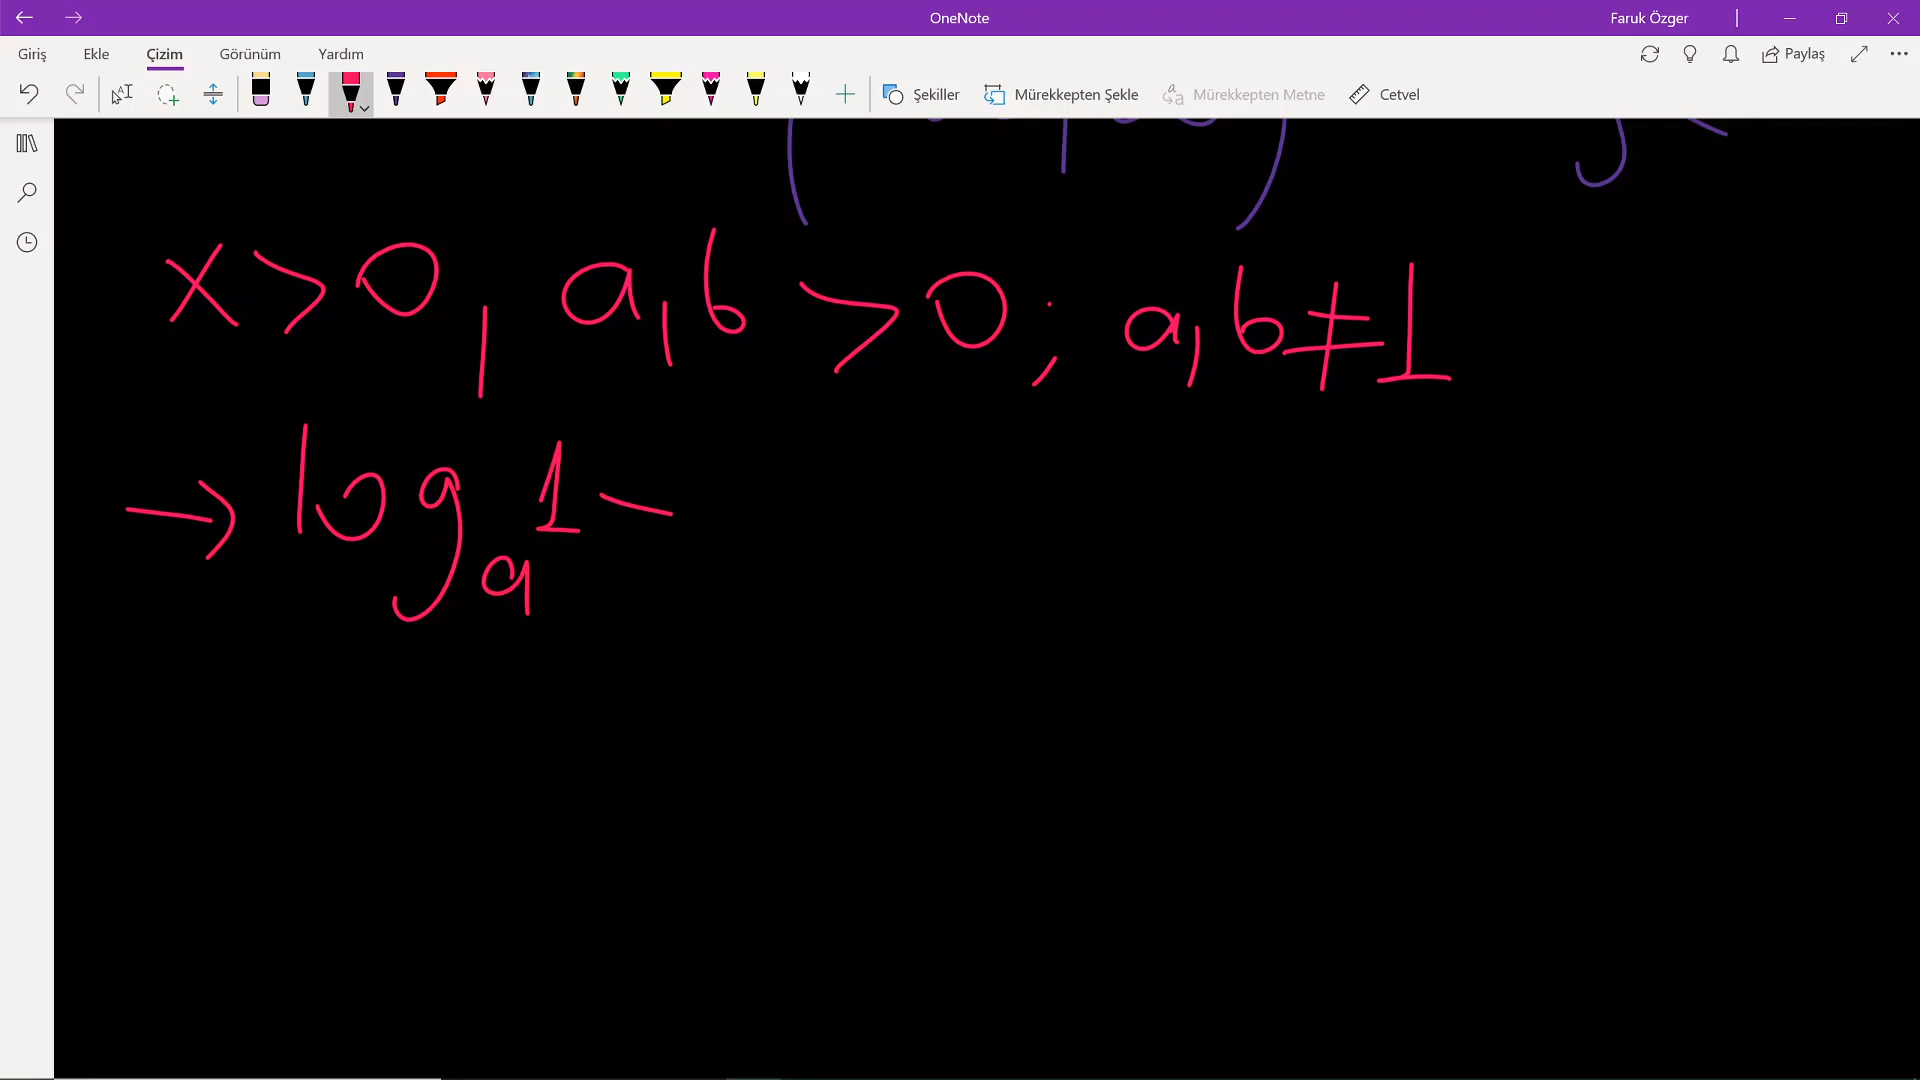 OneNote
Faruk Özger
Giriş Ekle Çizim Görünüm Yardım
Paylaş
Şekiller Mürekkepten Şekle Mürekkepten Metne Cetvel
x>0, a,b >0; a,b≠1
→ log_a 1 -